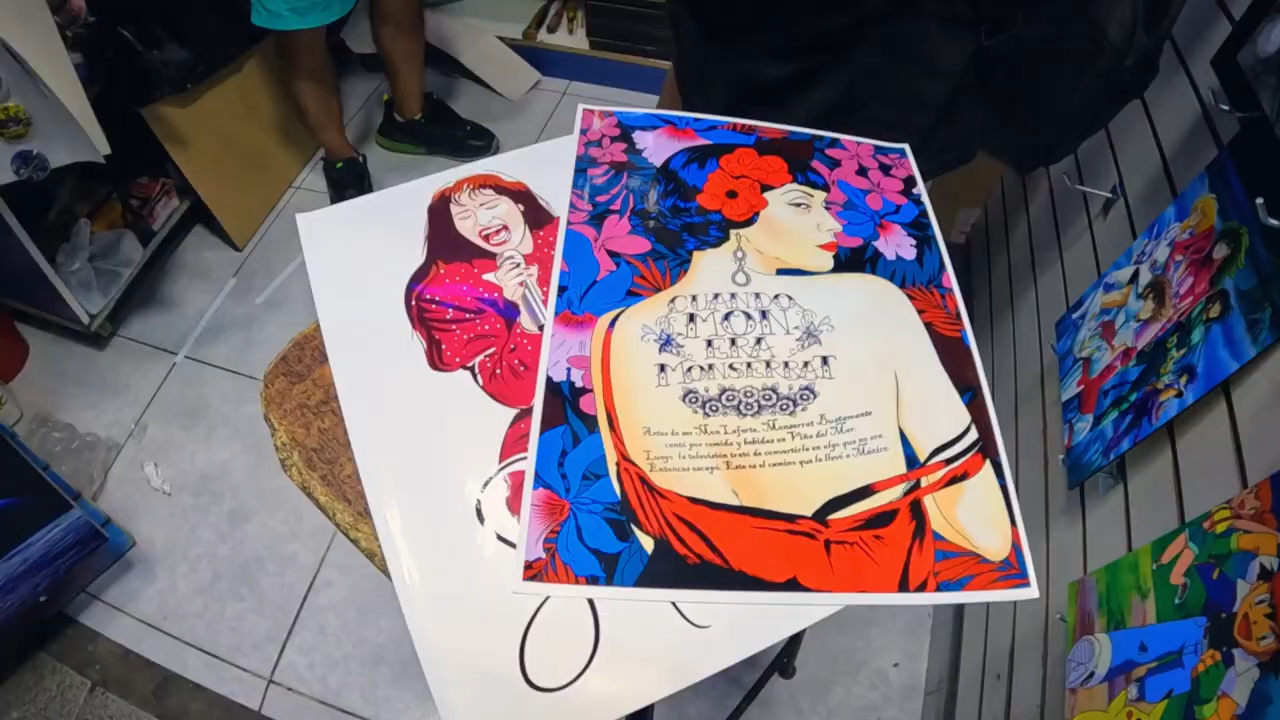 CUANDO
MON
ERA
MONSERRAT
Antes de ser Mon Laferte, Monserrat Bustamante
cantó por comida y bebidas en Viña del Mar.
Luego la televisión trató de convertirla en algo que no era.
Entonces escapó. Este es el camino que la llevó a México.